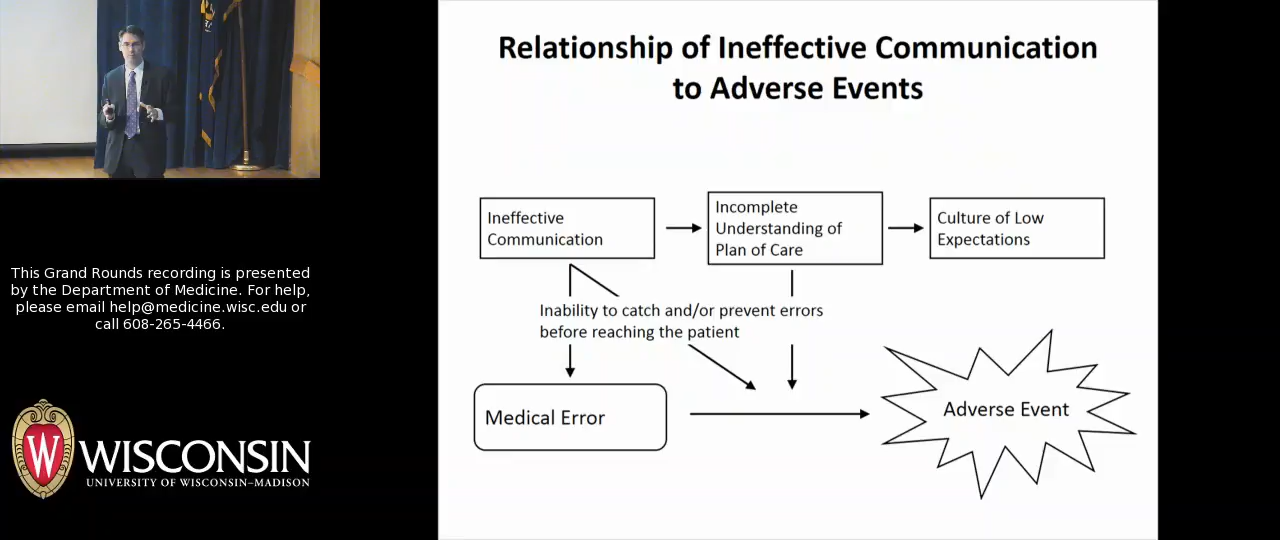 Relationship of Ineffective Communication
to Adverse Events
Ineffective
Communication
Incomplete
Understanding of
Plan of Care
Culture of Low
Expectations
Inability to catch and/or prevent errors
before reaching the patient
Medical Error
Adverse Event
This Grand Rounds recording is presented
by the Department of Medicine. For help,
please email help@medicine.wisc.edu or
call 608-265-4466.
W
WISCONSIN
UNIVERSITY OF WISCONSIN–MADISON